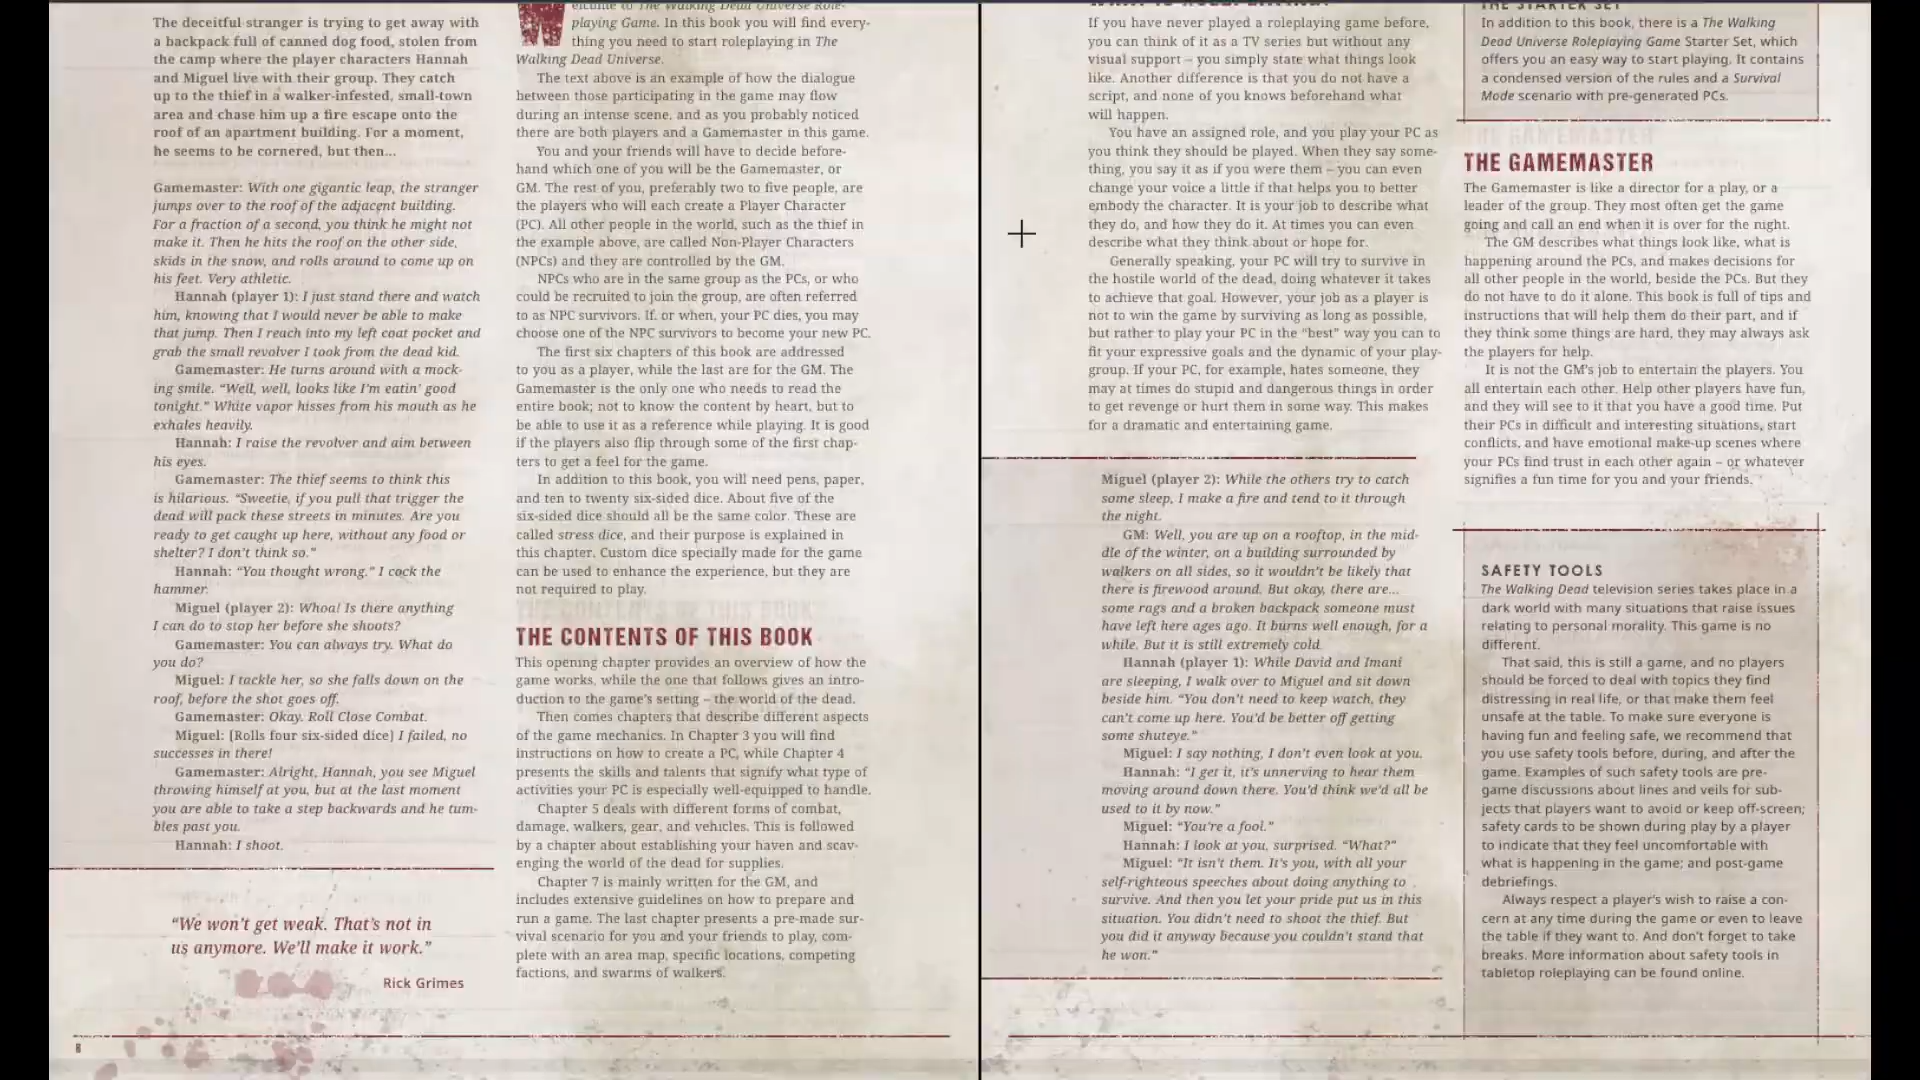 The deceitful stranger is trying to get away with
a backpack full of canned dog food, stolen from
the camp where the player characters Hannah
and Miguel live with their group. They catch
up to the thief in a walker-infested, small-town
area and chase him up a fire escape onto the
roof of an apartment building. For a moment,
he seems to be cornered, but then...
Gamemaster: With one gigantic leap, the stranger
jumps over to the roof of the adjacent building.
For a fraction of a second, you think he might not
make it. Then he hits the roof on the other side,
skids in the snow, and rolls around to come up on
his feet. Very athletic.
Hannah (player 1): I just stand there and watch
him, knowing that I would never be able to make
that jump. Then I reach into my left coat pocket and
grab the small revolver I took from the dead kid.
Gamemaster: He turns around with a mock-
ing smile. “Well, well, looks like I’m eatin’ good
tonight.” White vapor hisses from his mouth as he
exhales heavily.
Hannah: I raise the revolver and aim between
his eyes.
Gamemaster: The thief seems to think this
is hilarious. “Sweetie, if you pull that trigger the
dead will pack these streets in minutes. Are you
ready to get caught up here, without any food or
shelter? I don’t think so.”
Hannah: “You thought wrong.” I cock the
hammer.
Miguel (player 2): Whoa! Is there anything
I can do to stop her before she shoots?
Gamemaster: You can always try. What do
you do?
Miguel: I tackle her, so she falls down on the
roof, before the shot goes off.
Gamemaster: Okay. Roll Close Combat.
Miguel: [Rolls four six-sided dice] I failed, no
successes in there!
Gamemaster: Alright, Hannah, you see Miguel
throwing himself at you, but at the last moment
you are able to take a step backwards and he tum-
bles past you.
Hannah: I shoot.
“We won’t get weak. That’s not in
us anymore. We’ll make it work.”
Rick Grimes
8
Welcome to The Walking Dead Universe Role-
playing Game. In this book you will find every-
thing you need to start roleplaying in The
Walking Dead Universe.
The text above is an example of how the dialogue
between those participating in the game may flow
during an intense scene, and as you probably noticed
there are both players and a Gamemaster in this game.
You and your friends will have to decide before-
hand which one of you will be the Gamemaster, or
GM. The rest of you, preferably two to five people, are
the players who will each create a Player Character
(PC). All other people in the world, such as the thief in
the example above, are called Non-Player Characters
(NPCs) and they are controlled by the GM.
NPCs who are in the same group as the PCs, or who
could be recruited to join the group, are often referred
to as NPC survivors. If, or when, your PC dies, you may
choose one of the NPC survivors to become your new PC.
The first six chapters of this book are addressed
to you as a player, while the last are for the GM. The
Gamemaster is the only one who needs to read the
entire book; not to know the content by heart, but to
be able to use it as a reference while playing. It is good
if the players also flip through some of the first chap-
ters to get a feel for the game.
In addition to this book, you will need pens, paper,
and ten to twenty six-sided dice. About five of the
six-sided dice should all be the same color. These are
called stress dice, and their purpose is explained in
this chapter. Custom dice specially made for the game
can be used to enhance the experience, but they are
not required to play.
THE CONTENTS OF THIS BOOK
This opening chapter provides an overview of how the
game works, while the one that follows gives an intro-
duction to the game’s setting – the world of the dead.
Then comes chapters that describe different aspects
of the game mechanics. In Chapter 3 you will find
instructions on how to create a PC, while Chapter 4
presents the skills and talents that signify what type of
activities your PC is especially well-equipped to handle.
Chapter 5 deals with different forms of combat,
damage, walkers, gear, and vehicles. This is followed
by a chapter about establishing your haven and scav-
enging the world of the dead for supplies.
Chapter 7 is mainly written for the GM, and
includes extensive guidelines on how to prepare and
run a game. The last chapter presents a pre-made sur-
vival scenario for you and your friends to play, com-
plete with an area map, specific locations, competing
factions, and swarms of walkers.
If you have never played a roleplaying game before,
you can think of it as a TV series but without any
visual support – you simply state what things look
like. Another difference is that you do not have a
script, and none of you knows beforehand what
will happen.
You have an assigned role, and you play your PC as
you think they should be played. When they say some-
thing, you say it as if you were them – you can even
change your voice a little if that helps you to better
embody the character. It is your job to describe what
they do, and how they do it. At times you can even
describe what they think about or hope for.
Generally speaking, your PC will try to survive in
the hostile world of the dead, doing whatever it takes
to achieve that goal. However, your job as a player is
not to win the game by surviving as long as possible,
but rather to play your PC in the “best” way you can to
fit your expressive goals and the dynamic of your play-
group. If your PC, for example, hates someone, they
may at times do stupid and dangerous things in order
to get revenge or hurt them in some way. This makes
for a dramatic and entertaining game.
Miguel (player 2): While the others try to catch
some sleep, I make a fire and tend to it through
the night.
GM: Well, you are up on a rooftop, in the mid-
dle of the winter, on a building surrounded by
walkers on all sides, so it wouldn’t be likely that
there is firewood around. But okay, there are...
some rags and a broken backpack someone must
have left here ages ago. It burns well enough, for a
while. But it is still extremely cold.
Hannah (player 1): While David and Imani
are sleeping, I walk over to Miguel and sit down
beside him. “You don’t need to keep watch, they
can’t come up here. You’d be better off getting
some shuteye.”
Miguel: I say nothing, I don’t even look at you.
Hannah: “I get it, it’s unnerving to hear them
moving around down there. You’d think we’d all be
used to it by now.”
Miguel: “You’re a fool.”
Hannah: I look at you, surprised. “What?”
Miguel: “It isn’t them. It’s you, with all your
self-righteous speeches about doing anything to
survive. And then you let your pride put us in this
situation. You didn’t need to shoot the thief. But
you did it anyway because you couldn’t stand that
he won.”
THE STARTER SET
In addition to this book, there is a The Walking
Dead Universe Roleplaying Game Starter Set, which
offers you an easy way to start playing. It contains
a condensed version of the rules and a Survival
Mode scenario with pre-generated PCs.
THE GAMEMASTER
The Gamemaster is like a director for a play, or a
leader of the group. They most often get the game
going and call an end when it is over for the night.
The GM describes what things look like, what is
happening around the PCs, and makes decisions for
all other people in the world, beside the PCs. But they
do not have to do it alone. This book is full of tips and
instructions that will help them do their part, and if
they think some things are hard, they may always ask
the players for help.
It is not the GM’s job to entertain the players. You
all entertain each other. Help other players have fun,
and they will see to it that you have a good time. Put
their PCs in difficult and interesting situations, start
conflicts, and have emotional make-up scenes where
your PCs find trust in each other again – or whatever
signifies a fun time for you and your friends.
SAFETY TOOLS
The Walking Dead television series takes place in a
dark world with many situations that raise issues
relating to personal morality. This game is no
different.
That said, this is still a game, and no players
should be forced to deal with topics they find
distressing in real life, or that make them feel
unsafe at the table. To make sure everyone is
having fun and feeling safe, we recommend that
you use safety tools before, during, and after the
game. Examples of such safety tools are pre-
game discussions about lines and veils for sub-
jects that players want to avoid or keep off-screen;
safety cards to be shown during play by a player
to indicate that they feel uncomfortable with
what is happening in the game; and post-game
debriefings.
Always respect a player’s wish to raise a con-
cern at any time during the game or even to leave
the table if they want to. And don’t forget to take
breaks. More information about safety tools in
tabletop roleplaying can be found online.